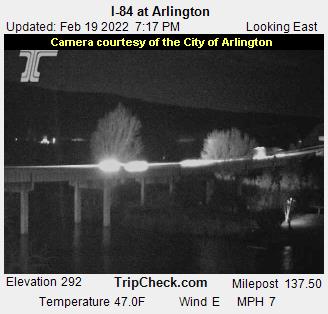 I-84 at Arlington
Updated: Feb 19 2022 7:17 PM Looking East
Camera courtesy of the City of Arlington
Elevation 292 TripCheck.com Milepost 137.50
Temperature 47.0F Wind E MPH 7